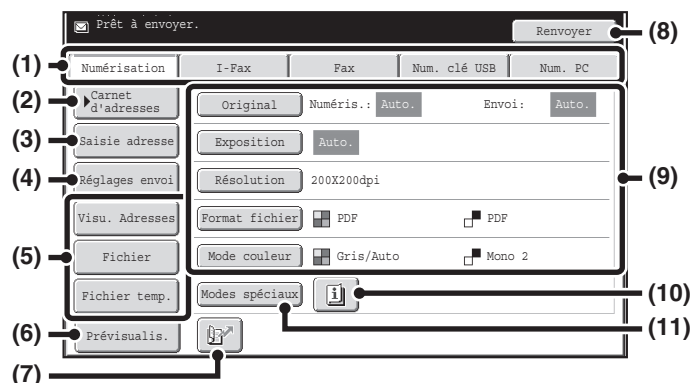 Prêt à envoyer.
Renvoyer
(8)
(1)
Numérisation
I-Fax
Fax
Num. clé USB
Num. PC
(2)
Carnet
d'adresses
Original
Numéris.: Auto.
Envoi: Auto.
(3)
Saisie adresse
Exposition
Auto.
(4)
Réglages envoi
Résolution
200X200dpi
(9)
Visu. Adresses
Format fichier
PDF
PDF
(5)
Fichier
Mode couleur
Gris/Auto
Mono 2
Fichier temp.
Modes spéciaux
(10)
(11)
(6)
Prévisualis.
(7)